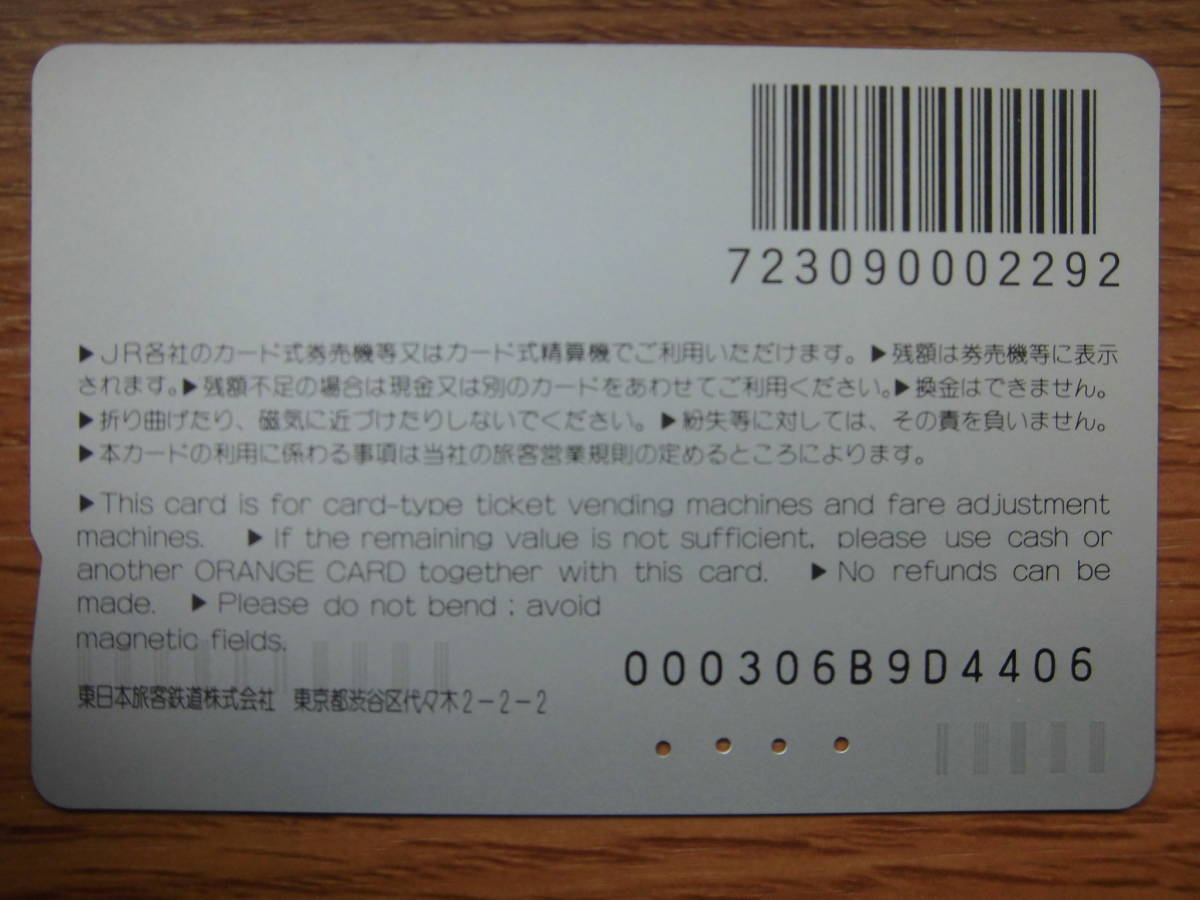 723090002292
▶JR各社のカード式券売機等又はカード式精算機でご利用いただけます。▶残額は券売機等に表示
されます。▶残額不足の場合は現金又は別のカードをあわせてご利用ください。▶換金はできません。
▶折り曲げたり、磁気に近づけたりしないでください。▶紛失等に対しては、その責を負いません。
▶本カードの利用に係わる事項は当社の旅客営業規則の定めるところによります。
▶This card is for card-type ticket vending machines and fare adjustment
machines. ▶If the remaining value is not sufficient, please use cash or
another ORANGE CARD together with this card. ▶No refunds can be
made. ▶Please do not bend ; avoid
magnetic fields.
000306B9D4406
東日本旅客鉄道株式会社 東京都渋谷区代々木2-2-2